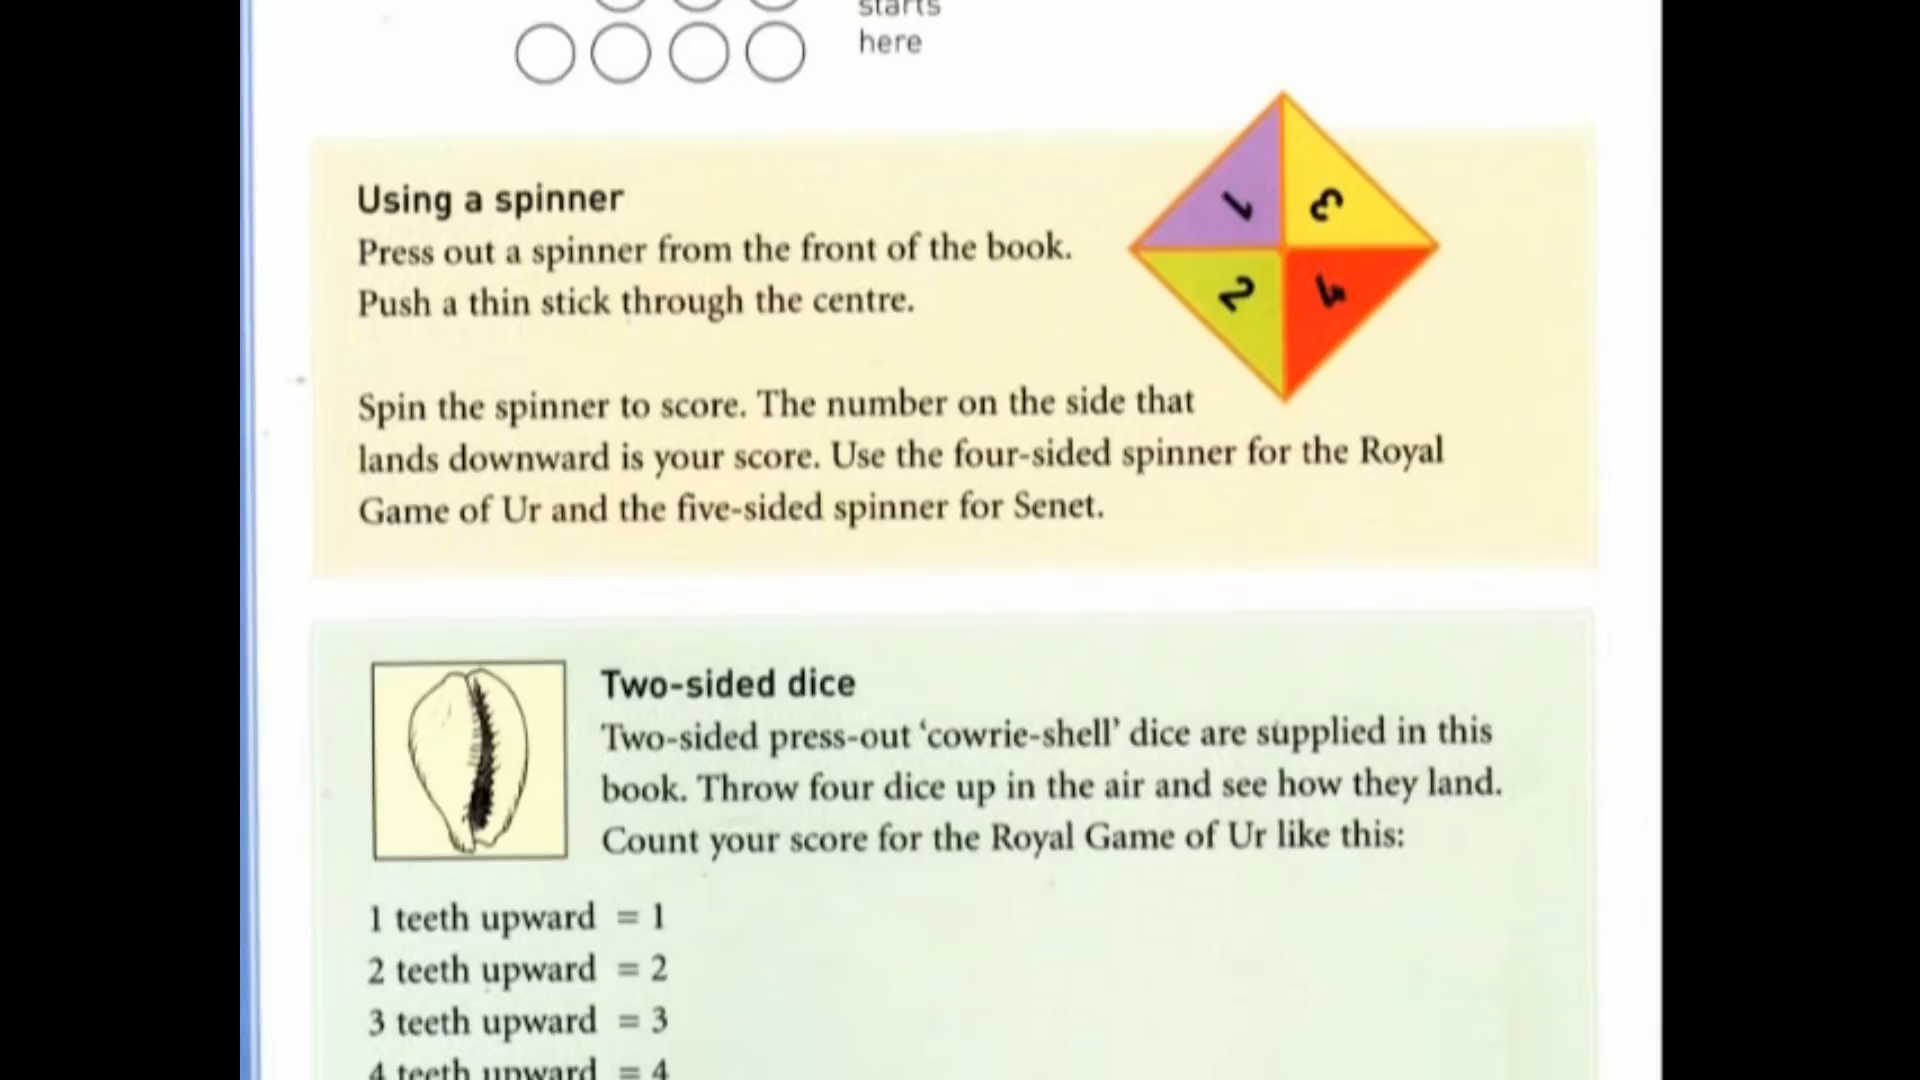 starts
here
Using a spinner
Press out a spinner from the front of the book.
Push a thin stick through the centre.
1
3
2
4
Spin the spinner to score. The number on the side that
lands downward is your score. Use the four-sided spinner for the Royal
Game of Ur and the five-sided spinner for Senet.
Two-sided dice
Two-sided press-out ‘cowrie-shell’ dice are supplied in this
book. Throw four dice up in the air and see how they land.
Count your score for the Royal Game of Ur like this:
1 teeth upward = 1
2 teeth upward = 2
3 teeth upward = 3
4 teeth upward = 4